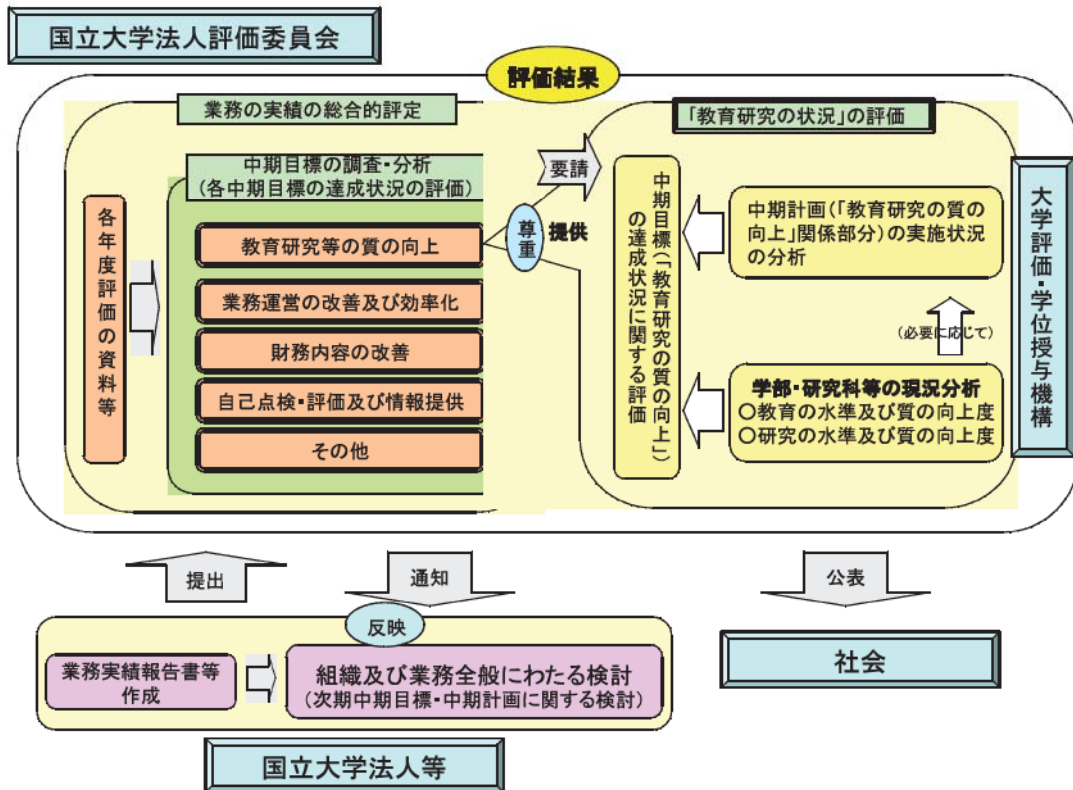 国立大学法人評価委員会
評価結果
業務の実績の総合的評定
中期目標の調査・分析
(各中期目標の達成状況の評価)
各年度評価の資料等
教育研究等の質の向上
業務運営の改善及び効率化
財務内容の改善
自己点検・評価及び情報提供
その他
要請
尊重
提供
「教育研究の状況」の評価
中期目標(「教育研究の質の向上」)
の達成状況に関する評価
中期計画(「教育研究の質の
向上」関係部分)の実施状況
の分析
(必要に応じて)
学部・研究科等の現況分析
○教育の水準及び質の向上度
○研究の水準及び質の向上度
大学評価・学位授与機構
提出
通知
公表
反映
業務実績報告書等
作成
組織及び業務全般にわたる検討
(次期中期目標・中期計画に関する検討)
国立大学法人等
社会